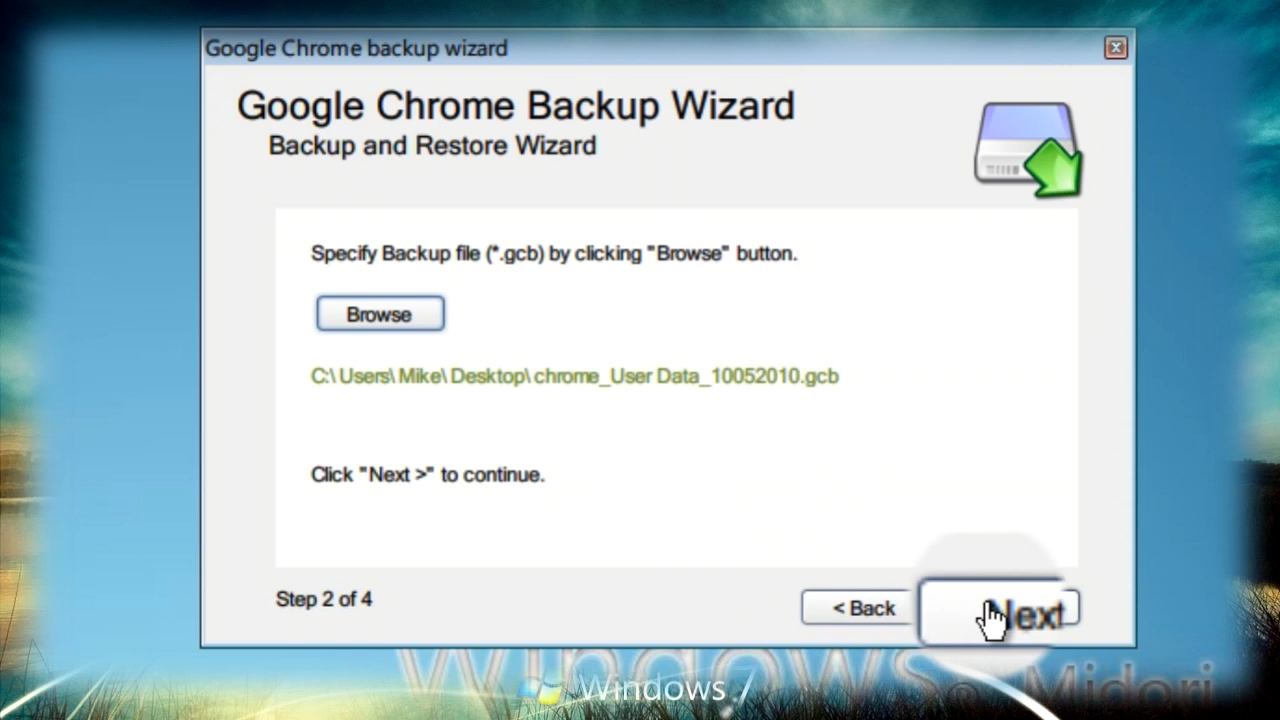 Google Chrome backup wizard
Google Chrome Backup Wizard
Backup and Restore Wizard
Specify Backup file (*.gcb) by clicking "Browse" button.
Browse
C:\Users\Mike\Desktop\chrome_User Data_10052010.gcb
Click "Next >" to continue.
Step 2 of 4
< Back
Next
Windows® Midori
Windows 7